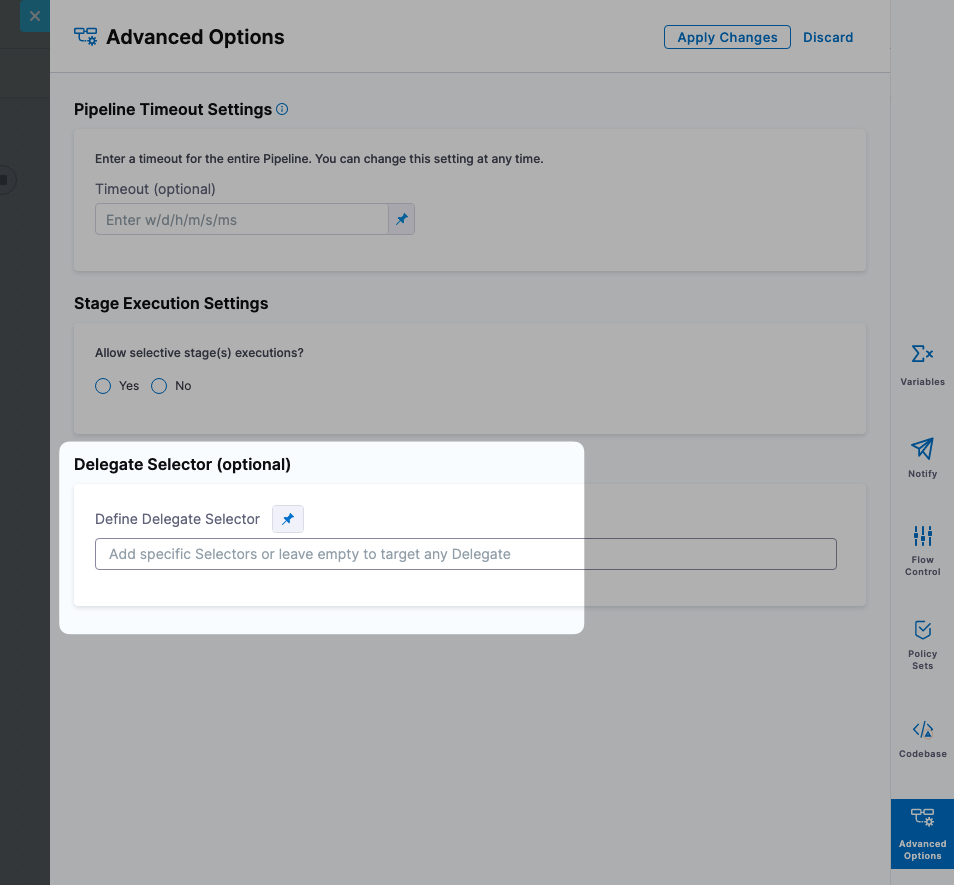 Advanced Options
Apply Changes
Discard
Pipeline Timeout Settings
Enter a timeout for the entire Pipeline. You can change this setting at any time.
Timeout (optional)
Enter w/d/h/m/s/ms
Stage Execution Settings
Allow selective stage(s) executions?
Yes
No
Delegate Selector (optional)
Define Delegate Selector
Add specific Selectors or leave empty to target any Delegate
Variables
Notify
Flow
Control
Policy
Sets
Codebase
Advanced
Options